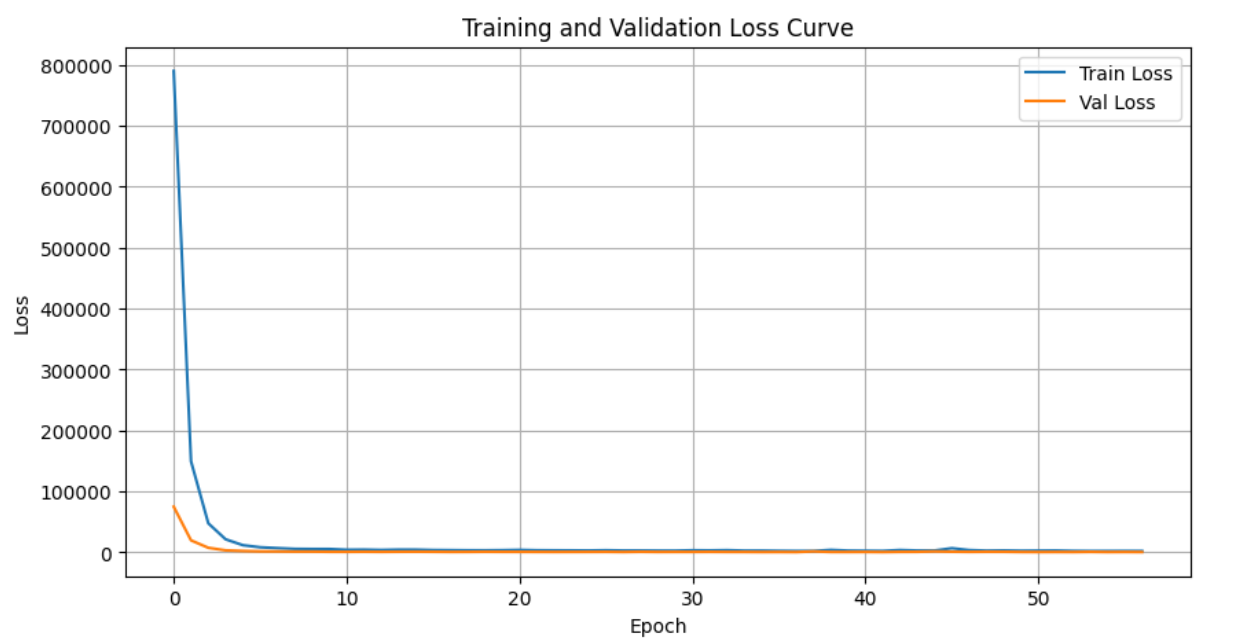 Training and Validation Loss Curve
Train Loss
Val Loss
800000
700000
600000
500000
400000
300000
200000
100000
0
Loss
0 10 20 30 40 50
Epoch